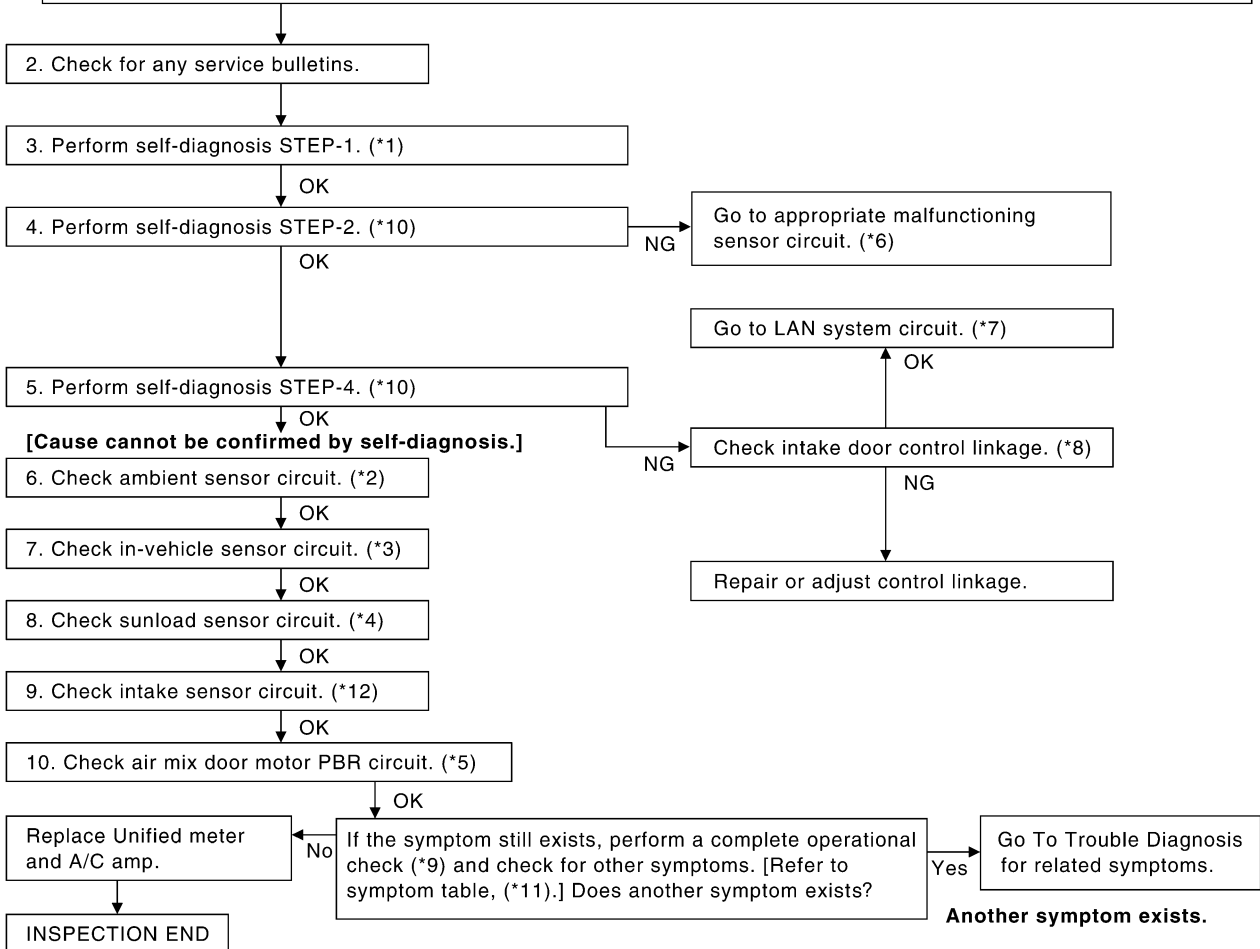 2. Check for any service bulletins.
3. Perform self-diagnosis STEP-1. (*1)
OK
4. Perform self-diagnosis STEP-2. (*10)
NG
Go to appropriate malfunctioning
sensor circuit. (*6)
OK
Go to LAN system circuit. (*7)
OK
5. Perform self-diagnosis STEP-4. (*10)
OK
[Cause cannot be confirmed by self-diagnosis.]
NG
Check intake door control linkage. (*8)
NG
Repair or adjust control linkage.
6. Check ambient sensor circuit. (*2)
OK
7. Check in-vehicle sensor circuit. (*3)
OK
8. Check sunload sensor circuit. (*4)
OK
9. Check intake sensor circuit. (*12)
OK
10. Check air mix door motor PBR circuit. (*5)
OK
If the symptom still exists, perform a complete operational
check (*9) and check for other symptoms. [Refer to
symptom table, (*11).] Does another symptom exists?
No
Replace Unified meter
and A/C amp.
INSPECTION END
Yes
Go To Trouble Diagnosis
for related symptoms.
Another symptom exists.